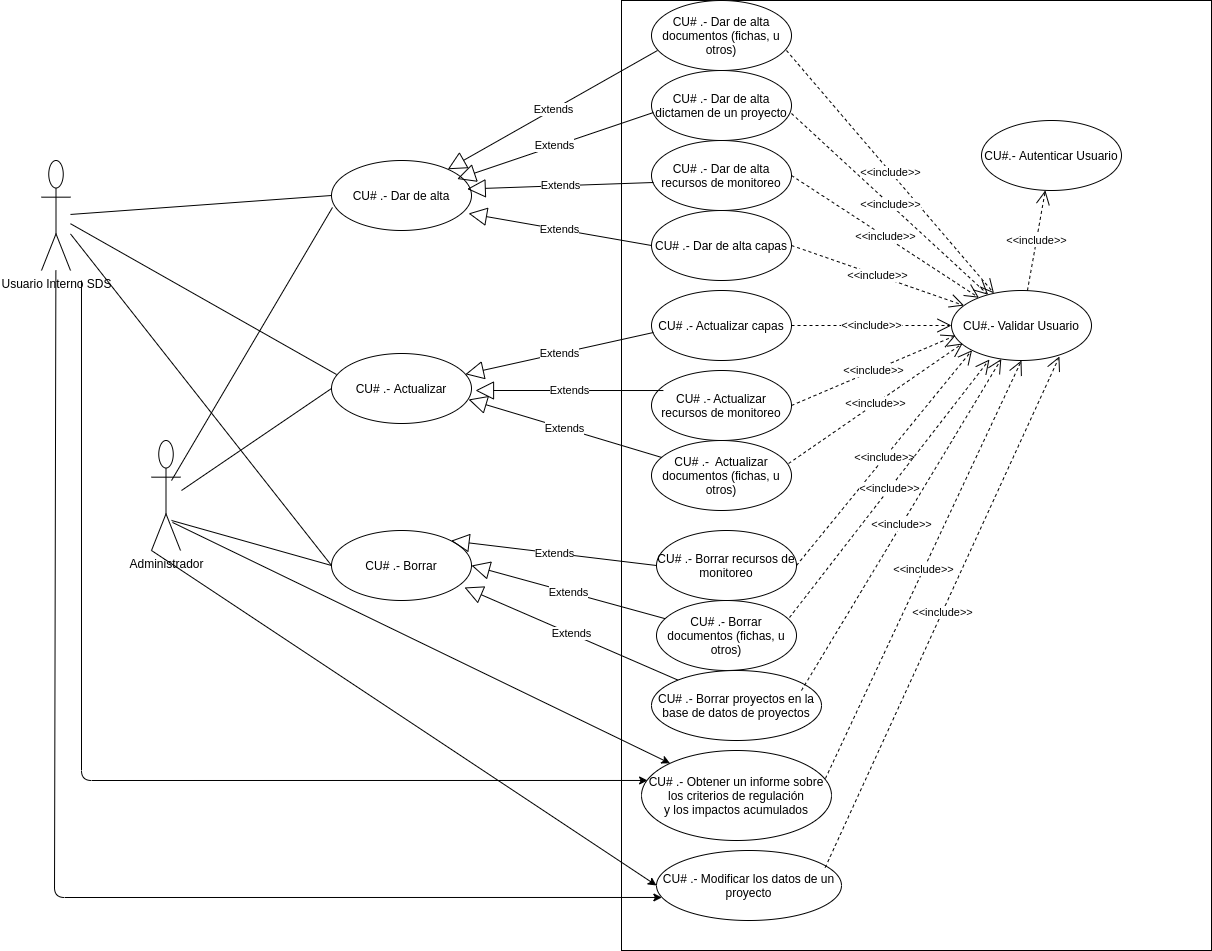 CU# .- Dar de alta
documentos (fichas, u
otros)
Extends
CU# .- Dar de alta
dictamen de un proyecto
Extends
CU# .- Dar de alta
recursos de monitoreo
Extends
CU# .- Dar de alta
Extends
CU# .- Dar de alta capas
<<include>>
<<include>>
<<include>>
<<include>>
CU#.- Autenticar Usuario
<<include>>
Usuario Interno SDS
CU# .- Actualizar capas
<<include>>
CU#.- Validar Usuario
Extends
CU# .- Actualizar
Extends
CU# .- Actualizar
recursos de monitoreo
<<include>>
<<include>>
Extends
CU# .-  Actualizar
documentos (fichas, u
otros)
<<include>>
<<include>>
<<include>>
Administrador
CU# .- Borrar
Extends
CU# .- Borrar recursos de
monitoreo
<<include>>
Extends
CU# .- Borrar
documentos (fichas, u
otros)
<<include>>
Extends
CU# .- Borrar proyectos en la
base de datos de proyectos
CU# .- Obtener un informe sobre
los criterios de regulación
y los impactos acumulados
CU# .- Modificar los datos de un
proyecto